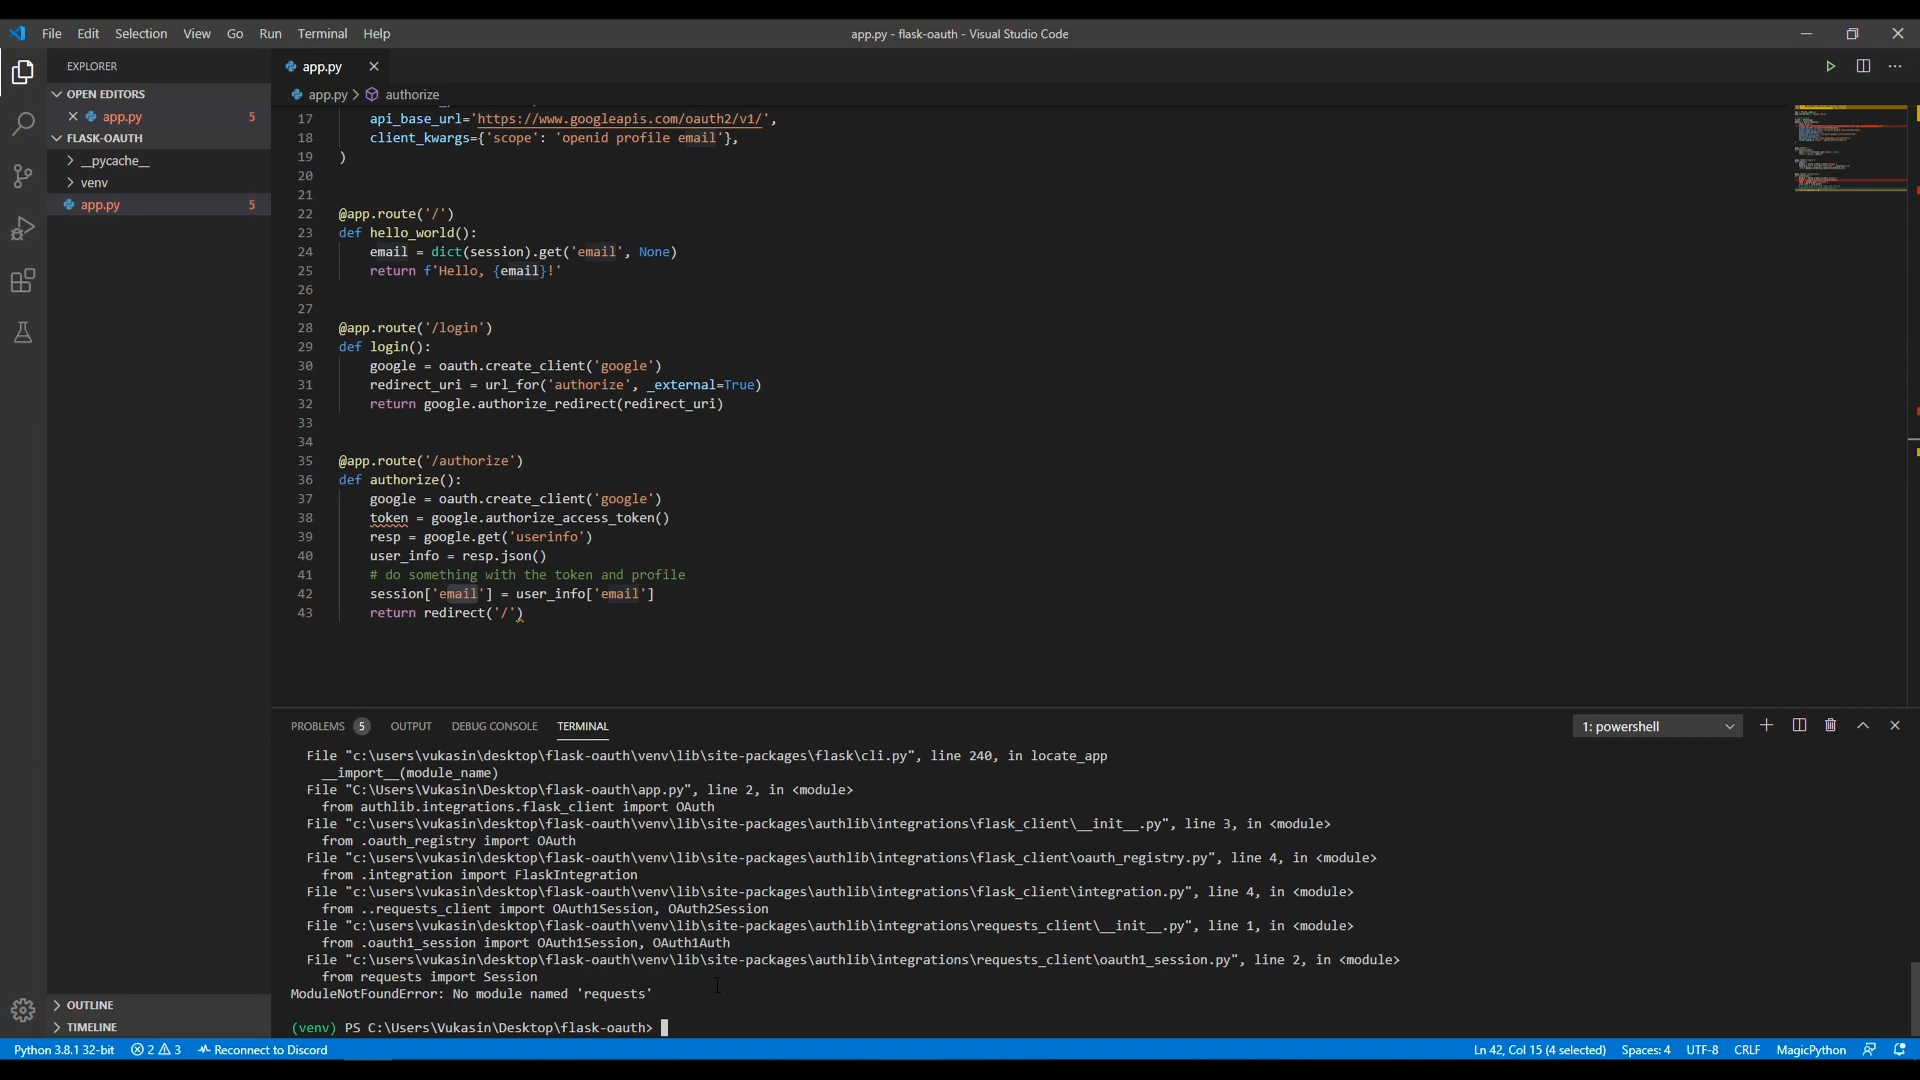 File Edit Selection View Go Run Terminal Help
app.py - flask-oauth - Visual Studio Code
EXPLORER
OPEN EDITORS
app.py 5
FLASK-OAUTH
__pycache__
venv
app.py 5
OUTLINE
TIMELINE
app.py
app.py > authorize
17 api_base_url='https://www.googleapis.com/oauth2/v1/',
18 client_kwargs={'scope': 'openid profile email'},
19 )
20
21
22 @app.route('/')
23 def hello_world():
24 email = dict(session).get('email', None)
25 return f'Hello, {email}!'
26
27
28 @app.route('/login')
29 def login():
30 google = oauth.create_client('google')
31 redirect_uri = url_for('authorize', _external=True)
32 return google.authorize_redirect(redirect_uri)
33
34
35 @app.route('/authorize')
36 def authorize():
37 google = oauth.create_client('google')
38 token = google.authorize_access_token()
39 resp = google.get('userinfo')
40 user_info = resp.json()
41 # do something with the token and profile
42 session['email'] = user_info['email']
43 return redirect('/')
PROBLEMS 5 OUTPUT DEBUG CONSOLE TERMINAL
1: powershell
File "c:\users\vukasin\desktop\flask-oauth\venv\lib\site-packages\flask\cli.py", line 240, in locate_app
__import__(module_name)
File "C:\Users\Vukasin\Desktop\flask-oauth\app.py", line 2, in <module>
from authlib.integrations.flask_client import OAuth
File "c:\users\vukasin\desktop\flask-oauth\venv\lib\site-packages\authlib\integrations\flask_client\__init__.py", line 3, in <module>
from .oauth_registry import OAuth
File "c:\users\vukasin\desktop\flask-oauth\venv\lib\site-packages\authlib\integrations\flask_client\oauth_registry.py", line 4, in <module>
from .integration import FlaskIntegration
File "c:\users\vukasin\desktop\flask-oauth\venv\lib\site-packages\authlib\integrations\flask_client\integration.py", line 4, in <module>
from ..requests_client import OAuth1Session, OAuth2Session
File "c:\users\vukasin\desktop\flask-oauth\venv\lib\site-packages\authlib\integrations\requests_client\__init__.py", line 1, in <module>
from .oauth1_session import OAuth1Session, OAuth1Auth
File "c:\users\vukasin\desktop\flask-oauth\venv\lib\site-packages\authlib\integrations\requests_client\oauth1_session.py", line 2, in <module>
from requests import Session
ModuleNotFoundError: No module named 'requests'
(venv) PS C:\Users\Vukasin\Desktop\flask-oauth>
Python 3.8.1 32-bit 2 3 Reconnect to Discord
Ln 42, Col 15 (4 selected) Spaces: 4 UTF-8 CRLF MagicPython